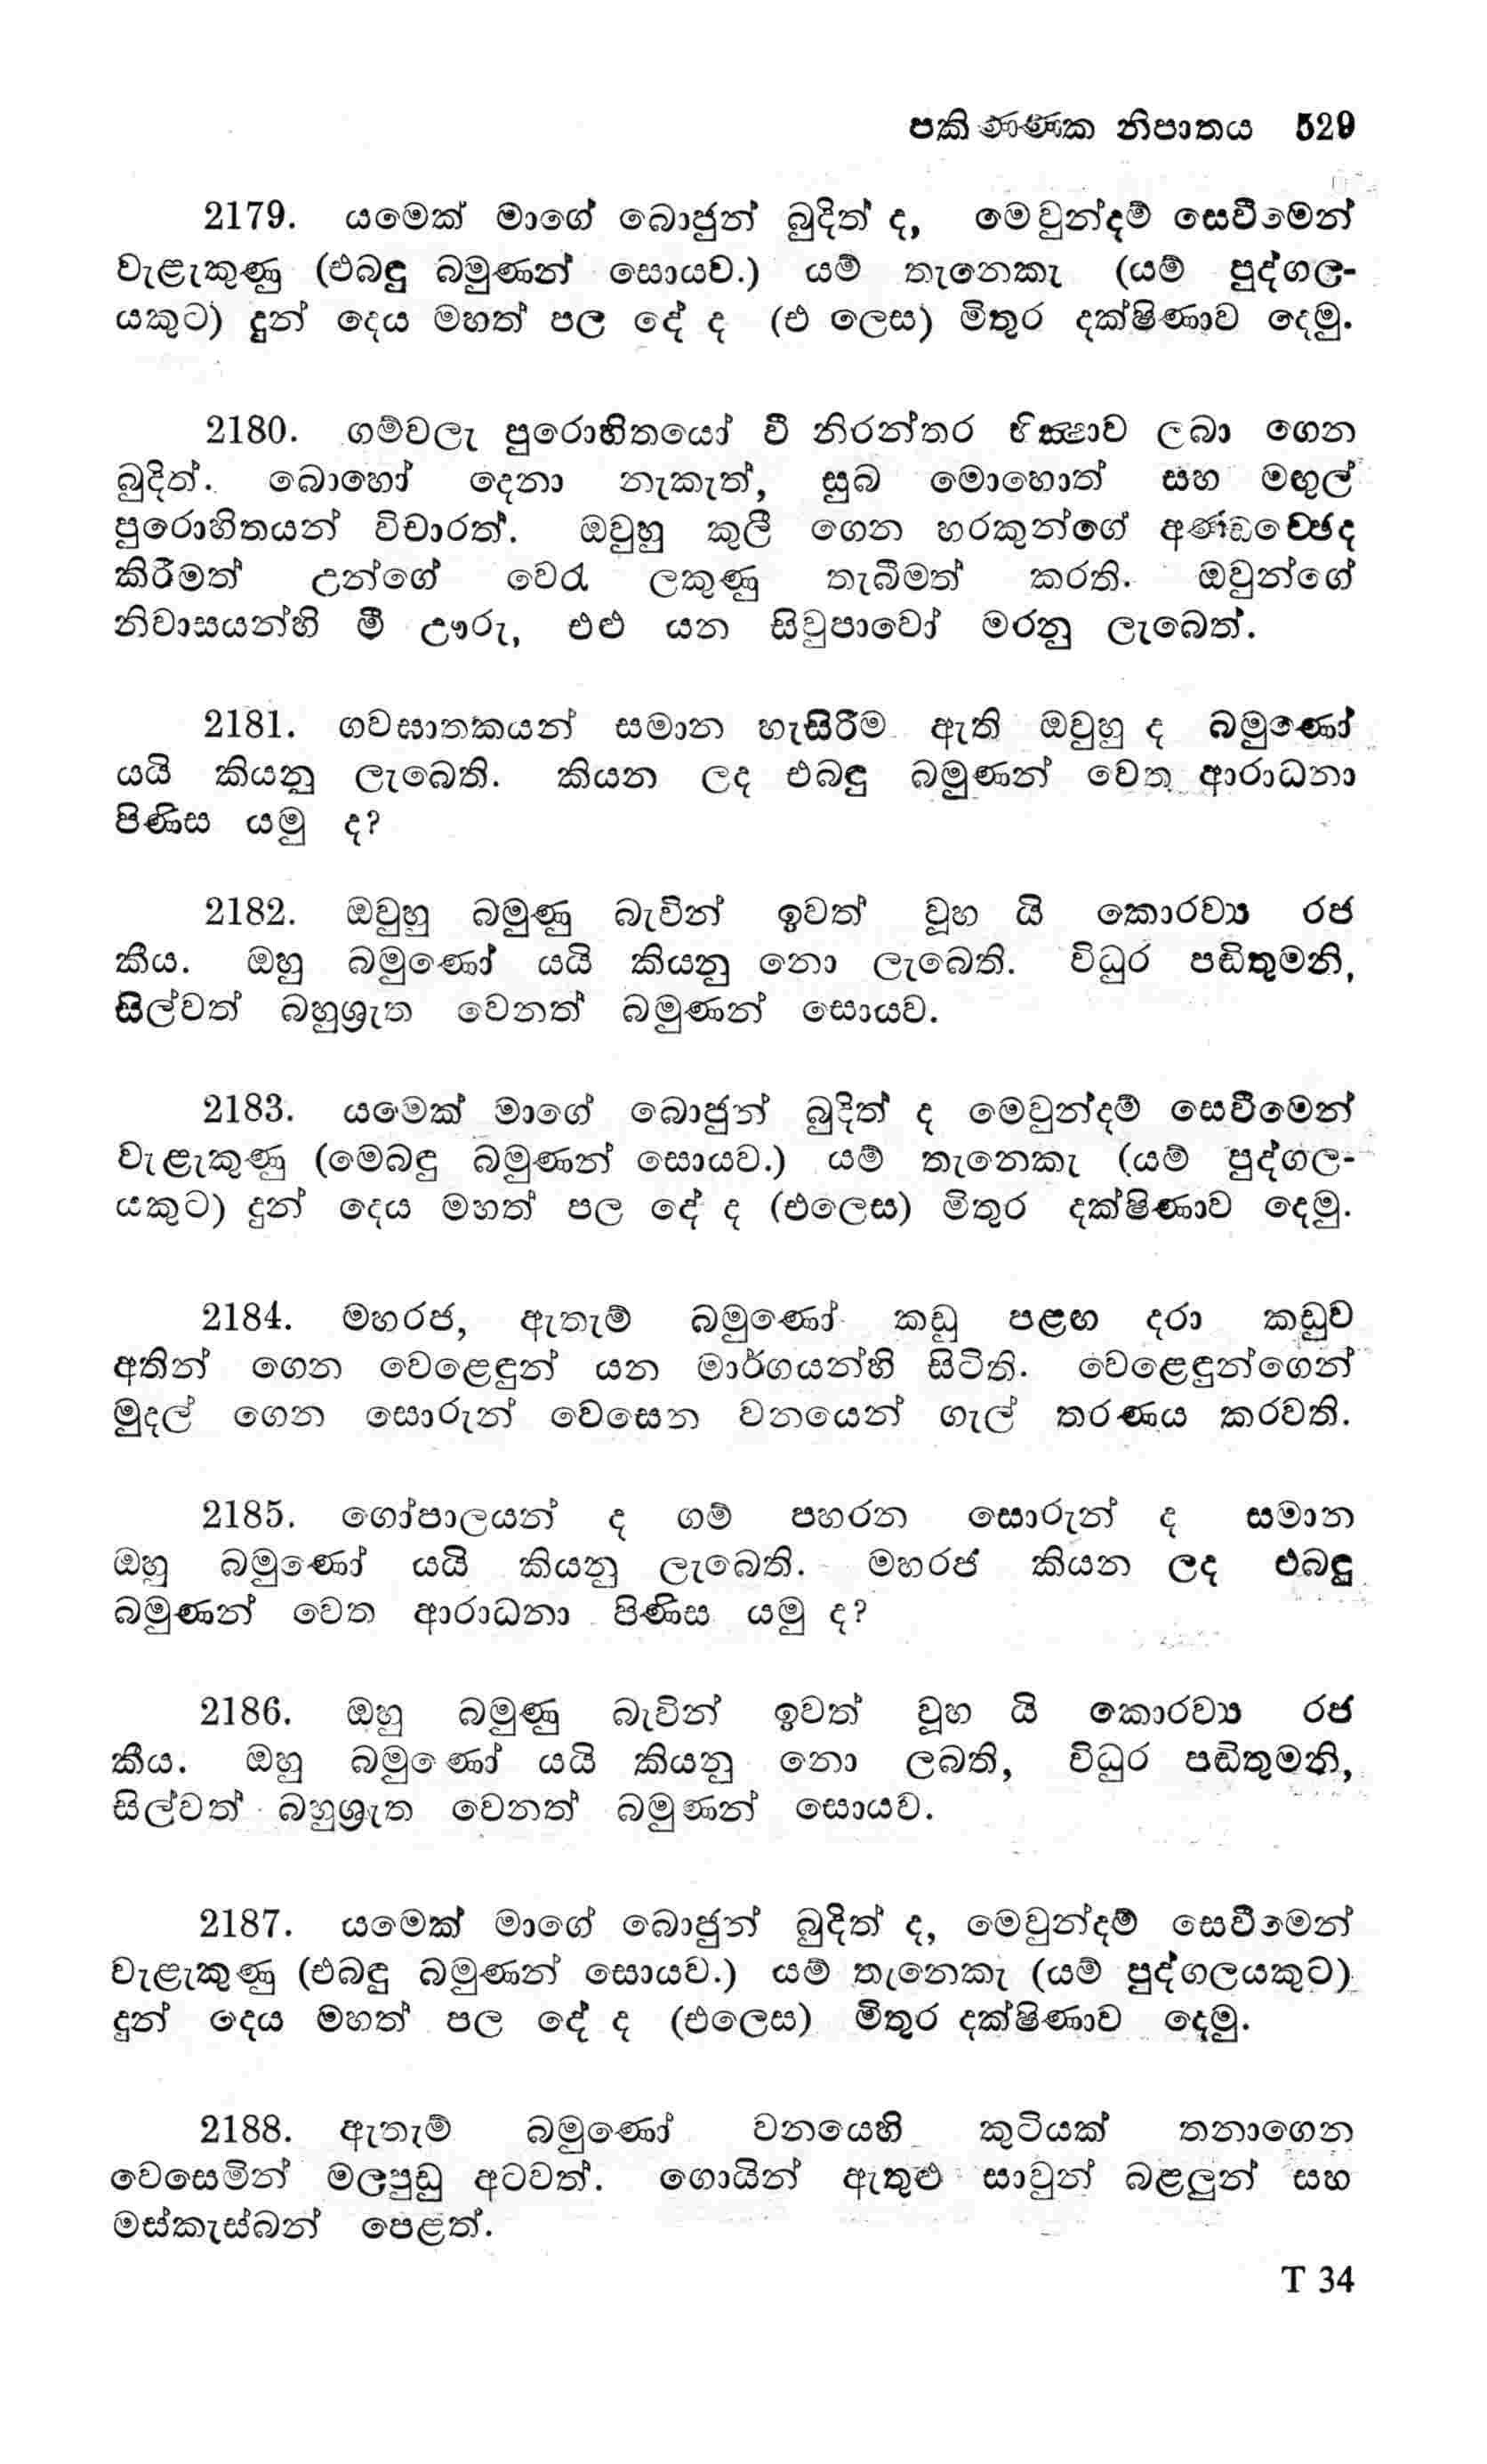 පකිණ්ණක නිපාතය 529
2179. යමෙක් මාගේ බොජුන් බුදිත් ද, මෙවුන්දම් සෙවීමෙන්
වැළැකුණු (එබඳු බමුණන් සොයව.) යම් තැනෙකැ (යම් පුද්ගල-
යකුට) දුන් දෙය මහත් පල දේ ද (එ ලෙස) මිතුර දක්ෂිණාව දෙමු.
2180. ගම්වලැ පුරොහිතයෝ වී නිරන්තර භික්‍ෂාව ලබා ගෙන
බුදිත්. බොහෝ දෙනා නැකැත්, සුබ මොහොත් සහ මඟුල්
පුරොහිතයන් විචාරත්. ඔවුහු කුලී ගෙන හරකුන්ගේ අණ්ඩච්ඡෙද
කිරීමත් උන්ගේ වෙරැ ලකුණු තැබීමත් කරති. ඔවුන්ගේ
නිවාසයන්හි මී ඌරු, එළු යන සිවුපාවෝ මරනු ලැබෙත්.
2181. ගවඝාතකයන් සමාන හැසිරීම ඇති ඔවුහු ද බමුණෝ
යයි කියනු ලැබෙති. කියන ලද එබඳු බමුණන් වෙත ආරාධනා
පිණිස යමු ද?
2182. ඔවුහු බමුණු බැවින් ඉවත් වූහ යි කොරව්‍ය රජ
කීය. ඔහු බමුණෝ යයි කියනු නො ලැබෙති. විධුර පඬිතුමනි,
සිල්වත් බහුශ්‍රැත වෙනත් බමුණන් සොයව.
2183. යමෙක් මාගේ බොජුන් බුදිත් ද මෙවුන්දම් සෙවීමෙන්
වැළැකුණු (මෙබඳු බමුණන් සොයව.) යම් තැනෙකැ (යම් පුද්ගල-
යකුට) දුන් දෙය මහත් පල දේ ද (එලෙස) මිතුර දක්ෂිණාව දෙමු.
2184. මහරජ, ඇතැම් බමුණෝ කඩු පළඟ දරා කඩුව
අතින් ගෙන වෙළෙඳුන් යන මාර්ගයන්හි සිටිති. වෙළෙඳුන්ගෙන්
මුදල් ගෙන සොරුන් වෙසෙන වනයෙන් ගැල් තරණය කරවති.
2185. ගෝපාලයන් ද ගම් පහරන සොරුන් ද සමාන
ඔහු බමුණෝ යයි කියනු ලැබෙති. මහරජ කියන ලද එබඳු
බමුණන් වෙත ආරාධනා පිණිස යමු ද?
2186. ඔහු බමුණු බැවින් ඉවත් වූහ යි කොරව්‍ය රජ
කීය. ඔහු බමුණෝ යයි කියනු නො ලබති, විධුර පඬිතුමනි,
සිල්වත් බහුශ්‍රැත වෙනත් බමුණන් සොයව.
2187. යමෙක් මාගේ බොජුන් බුදිත් ද, මෙවුන්දම් සෙවීමෙන්
වැළැකුණු (එබඳු බමුණන් සොයව.) යම් තැනෙකැ (යම් පුද්ගලයකුට)
දුන් දෙය මහත් පල දේ ද (එලෙස) මිතුර දක්ෂිණාව දෙමු.
2188. ඇතැම් බමුණෝ වනයෙහි කුටියක් තනාගෙන
වෙසෙමින් මලපුඩු අටවත්. ගොයින් ඇතුළු සාවුන් බළලුන් සහ
මස්කැස්බන් පෙළත්.
T 34